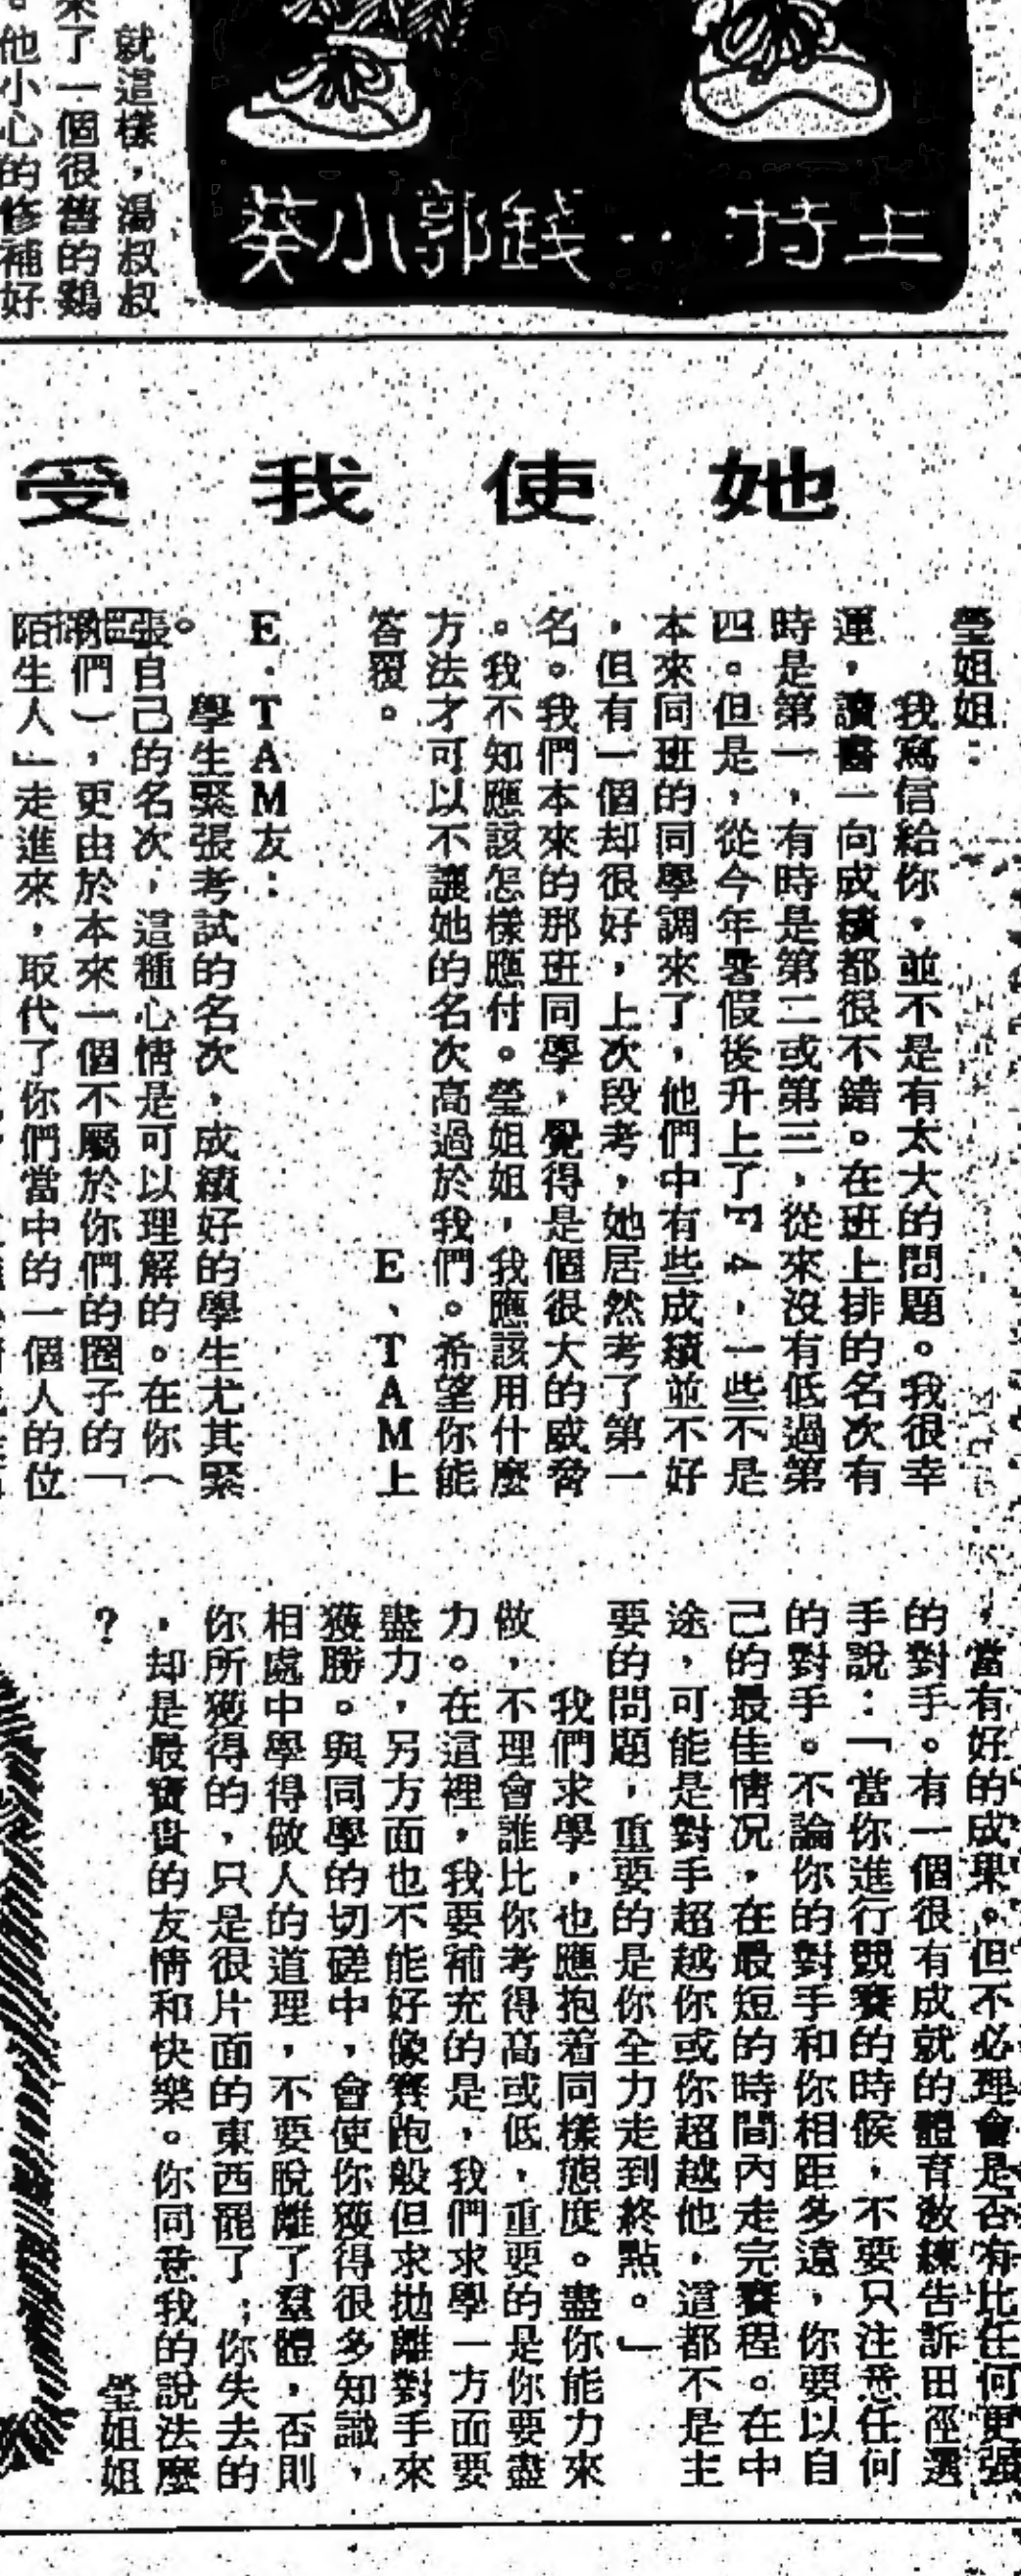 就這樣，湯叔叔
來了一個很舊的鷄
。他小心的修補好
葵小郭錢：特上
她使我受
瑩姐姐：
我寫信給你，並不是有太大的問題。我很幸
運，讀書一向成績都很不錯。在班上排的名次有
時是第一，有時是第二或第三，從來沒有低過第
四。但是，從今年暑假後升上了F4，一些不是
本來同班的同學調來了，他們中有些成績並不好
，但有一個却很好，上次段考，她居然考了第一
名。我們本來的那班同學，覺得是個很大的威脅
。我不知應該怎樣應付。瑩姐姐，我應該用什麼
方法才可以不讓她的名次高過於我們。希望你能
答覆。
E、TAM上
E．TAM友：
學生緊張考試的名次，成績好的學生尤其緊
張自己的名次，這種心情是可以理解的。在你（
們），更由於本來一個不屬於你們的圈子的「
陌生人」走進來，取代了你們當中的一個人的位
，當有好的成果。但不必理會是否有比任何更强
的對手。有一個很有成就的體育教練告訴田徑選
手說：「當你進行競賽的時候，不要只注意任何
的對手。不論你的對手和你相距多遠，你要以自
己的最佳情况，在最短的時間內走完賽程。在中
途，可能是對手超越你或你超越他，這都不是主
要的問題，重要的是你全力走到終點。」
我們求學，也應抱着同樣態度。盡你能力來
做，不理會誰比你考得高或低，重要的是你要盡
力。在這裡，我要補充的是，我們求學一方面要
盡力，另方面也不能好像賽跑般但求拋離對手來
獲勝。與同學的切磋中，會使你獲得很多知識，
相處中學得做人的道理，不要脫離了羣體，否則
你所獲得的，只是很片面的東西罷了；你失去的
，却是最寶貴的友情和快樂。你同意我的說法麼
？
瑩姐姐